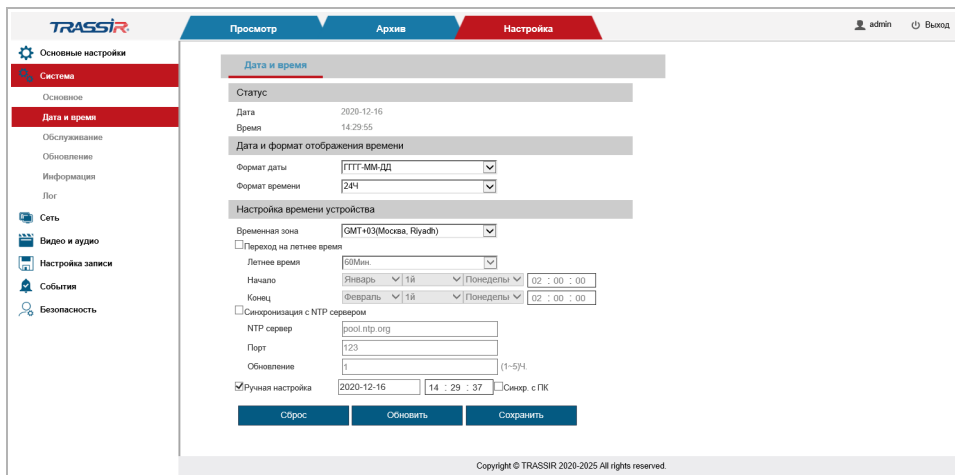 TRASSIR
Просмотр
Архив
Настройка
admin
Выход
Основные настройки
Система
Основное
Дата и время
Обслуживание
Обновление
Информация
Лог
Сеть
Видео и аудио
Настройка записи
События
Безопасность
Дата и время
Статус
Дата 2020-12-16
Время 14:29:55
Дата и формат отображения времени
Формат даты ГГГГ-ММ-ДД
Формат времени 24Ч
Настройка времени устройства
Временная зона GMT+03(Москва, Riyadh)
Переход на летнее время
Летнее время 60Мин.
Начало Январь 1й Понедель 02 : 00 : 00
Конец Февраль 1й Понедель 02 : 00 : 00
Синхронизация с NTP сервером
NTP сервер pool.ntp.org
Порт 123
Обновление 1 (1~5)Ч.
Ручная настройка 2020-12-16 14 : 29 : 37 Синхр. с ПК
Сброс Обновить Сохранить
Copyright © TRASSIR 2020-2025 All rights reserved.